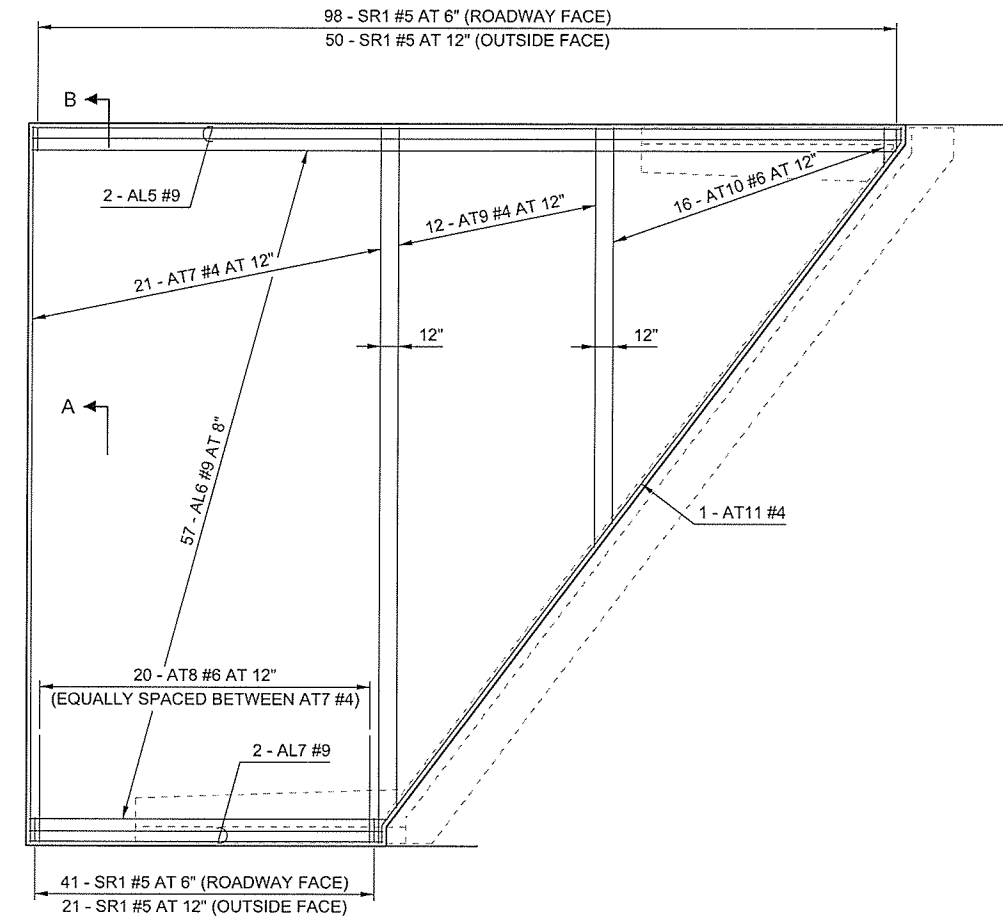 98 - SR1 #5 AT 6" (ROADWAY FACE)
50 - SR1 #5 AT 12" (OUTSIDE FACE)
B
2 - AL5 #9
16 - AT10 #6 AT 12"
12 - AT9 #4 AT 12"
21 - AT7 #4 AT 12"
12"
12"
A
57 - AL6 #9 AT 8"
1 - AT11 #4
20 - AT8 #6 AT 12"
(EQUALLY SPACED BETWEEN AT7 #4)
2 - AL7 #9
41 - SR1 #5 AT 6" (ROADWAY FACE)
21 - SR1 #5 AT 12" (OUTSIDE FACE)